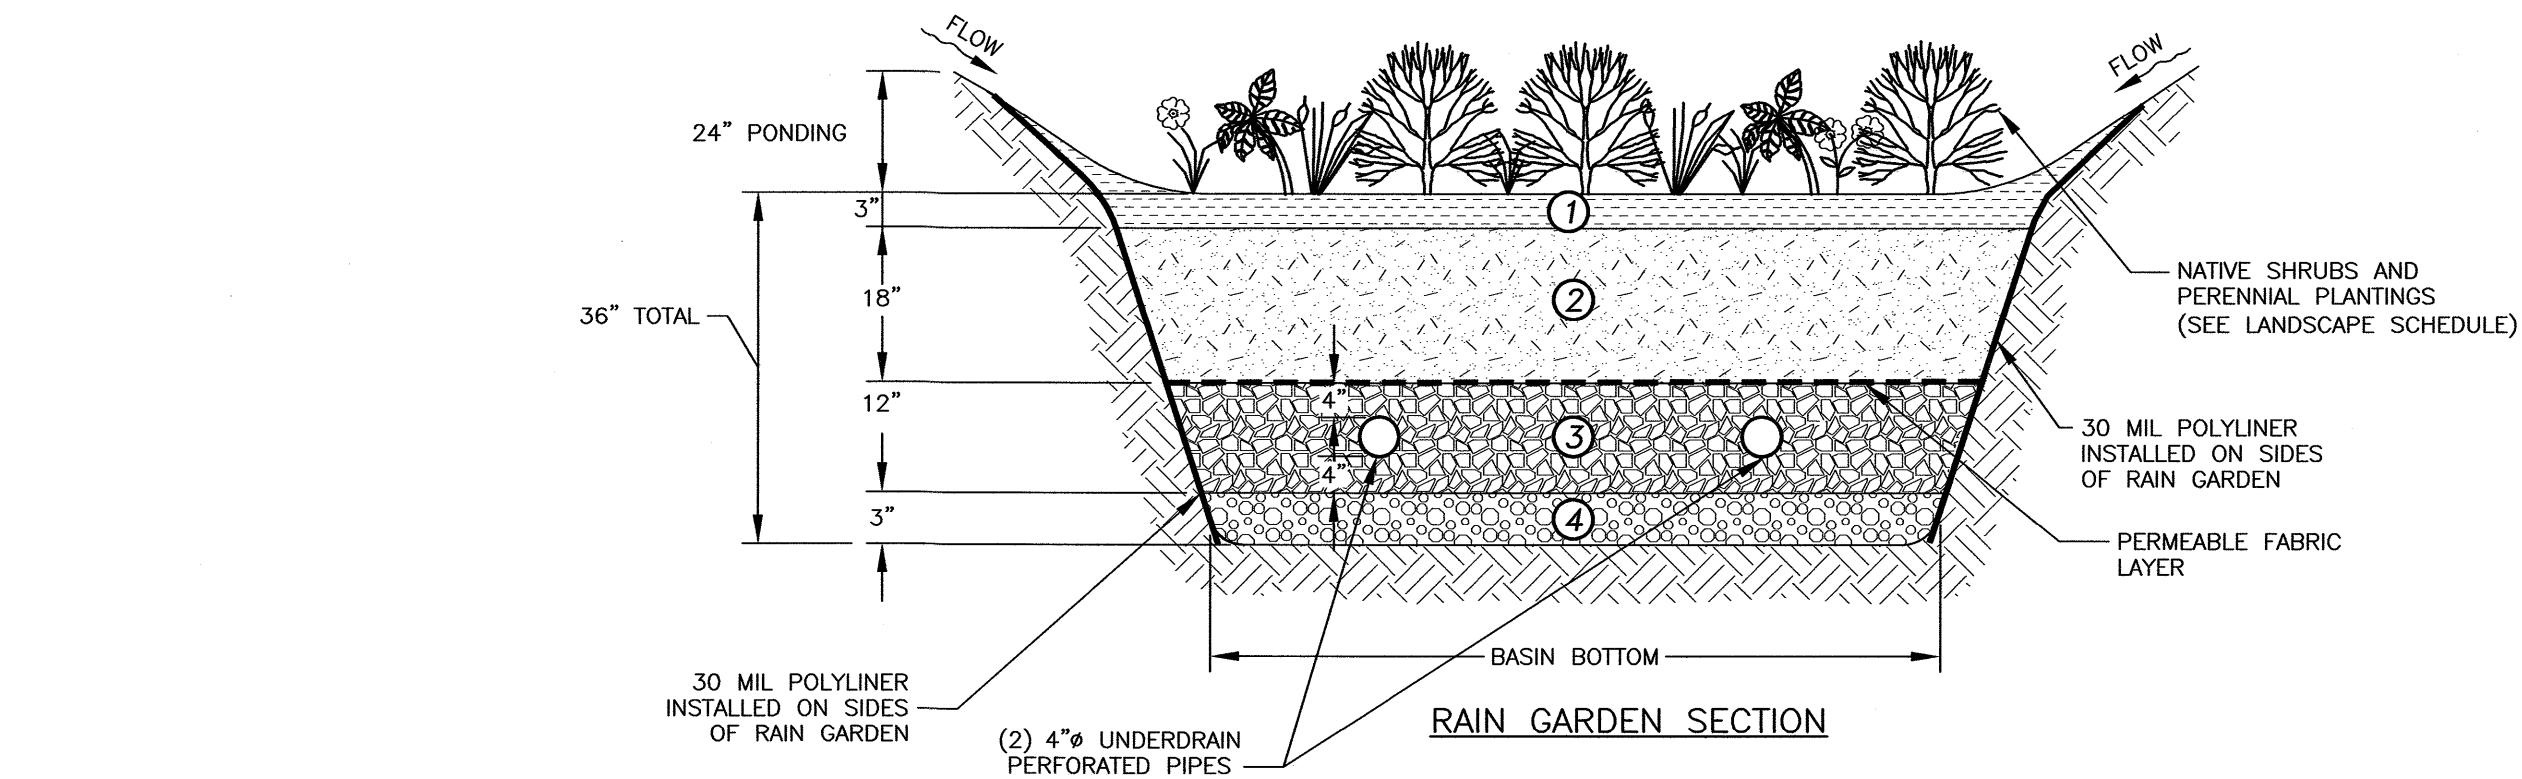 FLOW
FLOW
24" PONDING
3"
1
18"
2
NATIVE SHRUBS AND
PERENNIAL PLANTINGS
(SEE LANDSCAPE SCHEDULE)
36" TOTAL
12"
4"
3
4"
30 MIL POLYLINER
INSTALLED ON SIDES
OF RAIN GARDEN
3"
4
PERMEABLE FABRIC
LAYER
BASIN BOTTOM
30 MIL POLYLINER
INSTALLED ON SIDES
OF RAIN GARDEN
(2) 4"ø UNDERDRAIN
PERFORATED PIPES
RAIN GARDEN SECTION